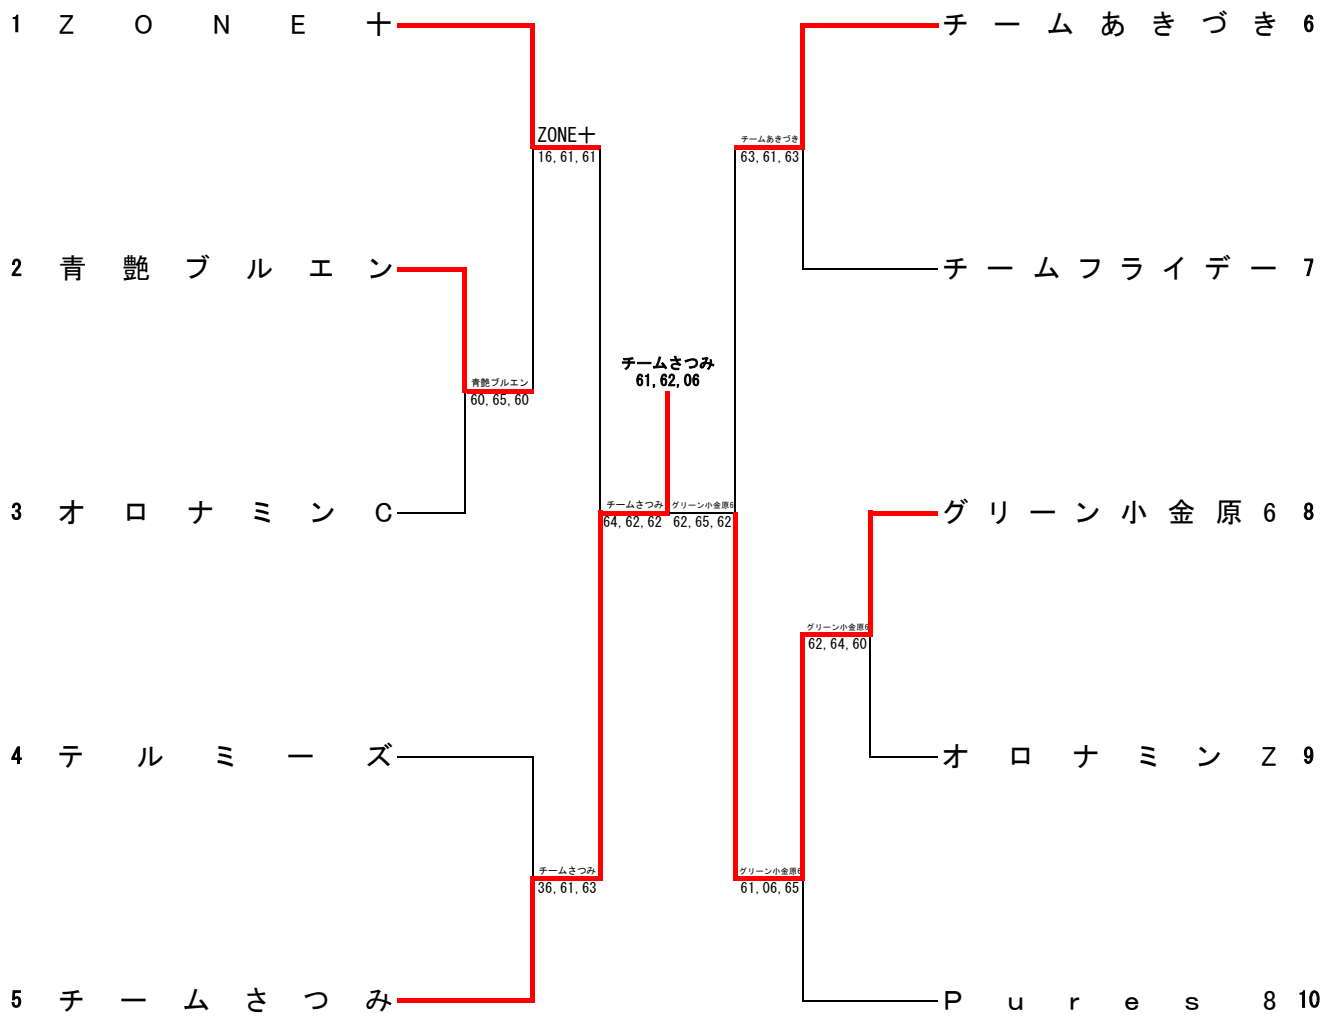 1 ZONE十
チームあきづき 6
ZONE十
16,61,61
チームあきづき
63,61,63
2 青艶ブルエン
チームフライデー 7
チームさつみ
61,62,06
青艶ブルエン
60,65,60
3 オロナミンC
チームさつみ
64,62,62
グリーン小金原6
62,65,62
グリーン小金原6 8
グリーン小金原6
62,64,60
4 テルミーズ
オロナミンZ 9
チームさつみ
36,61,63
グリーン小金原6
61,06,65
5 チームさつみ
Pures8 10